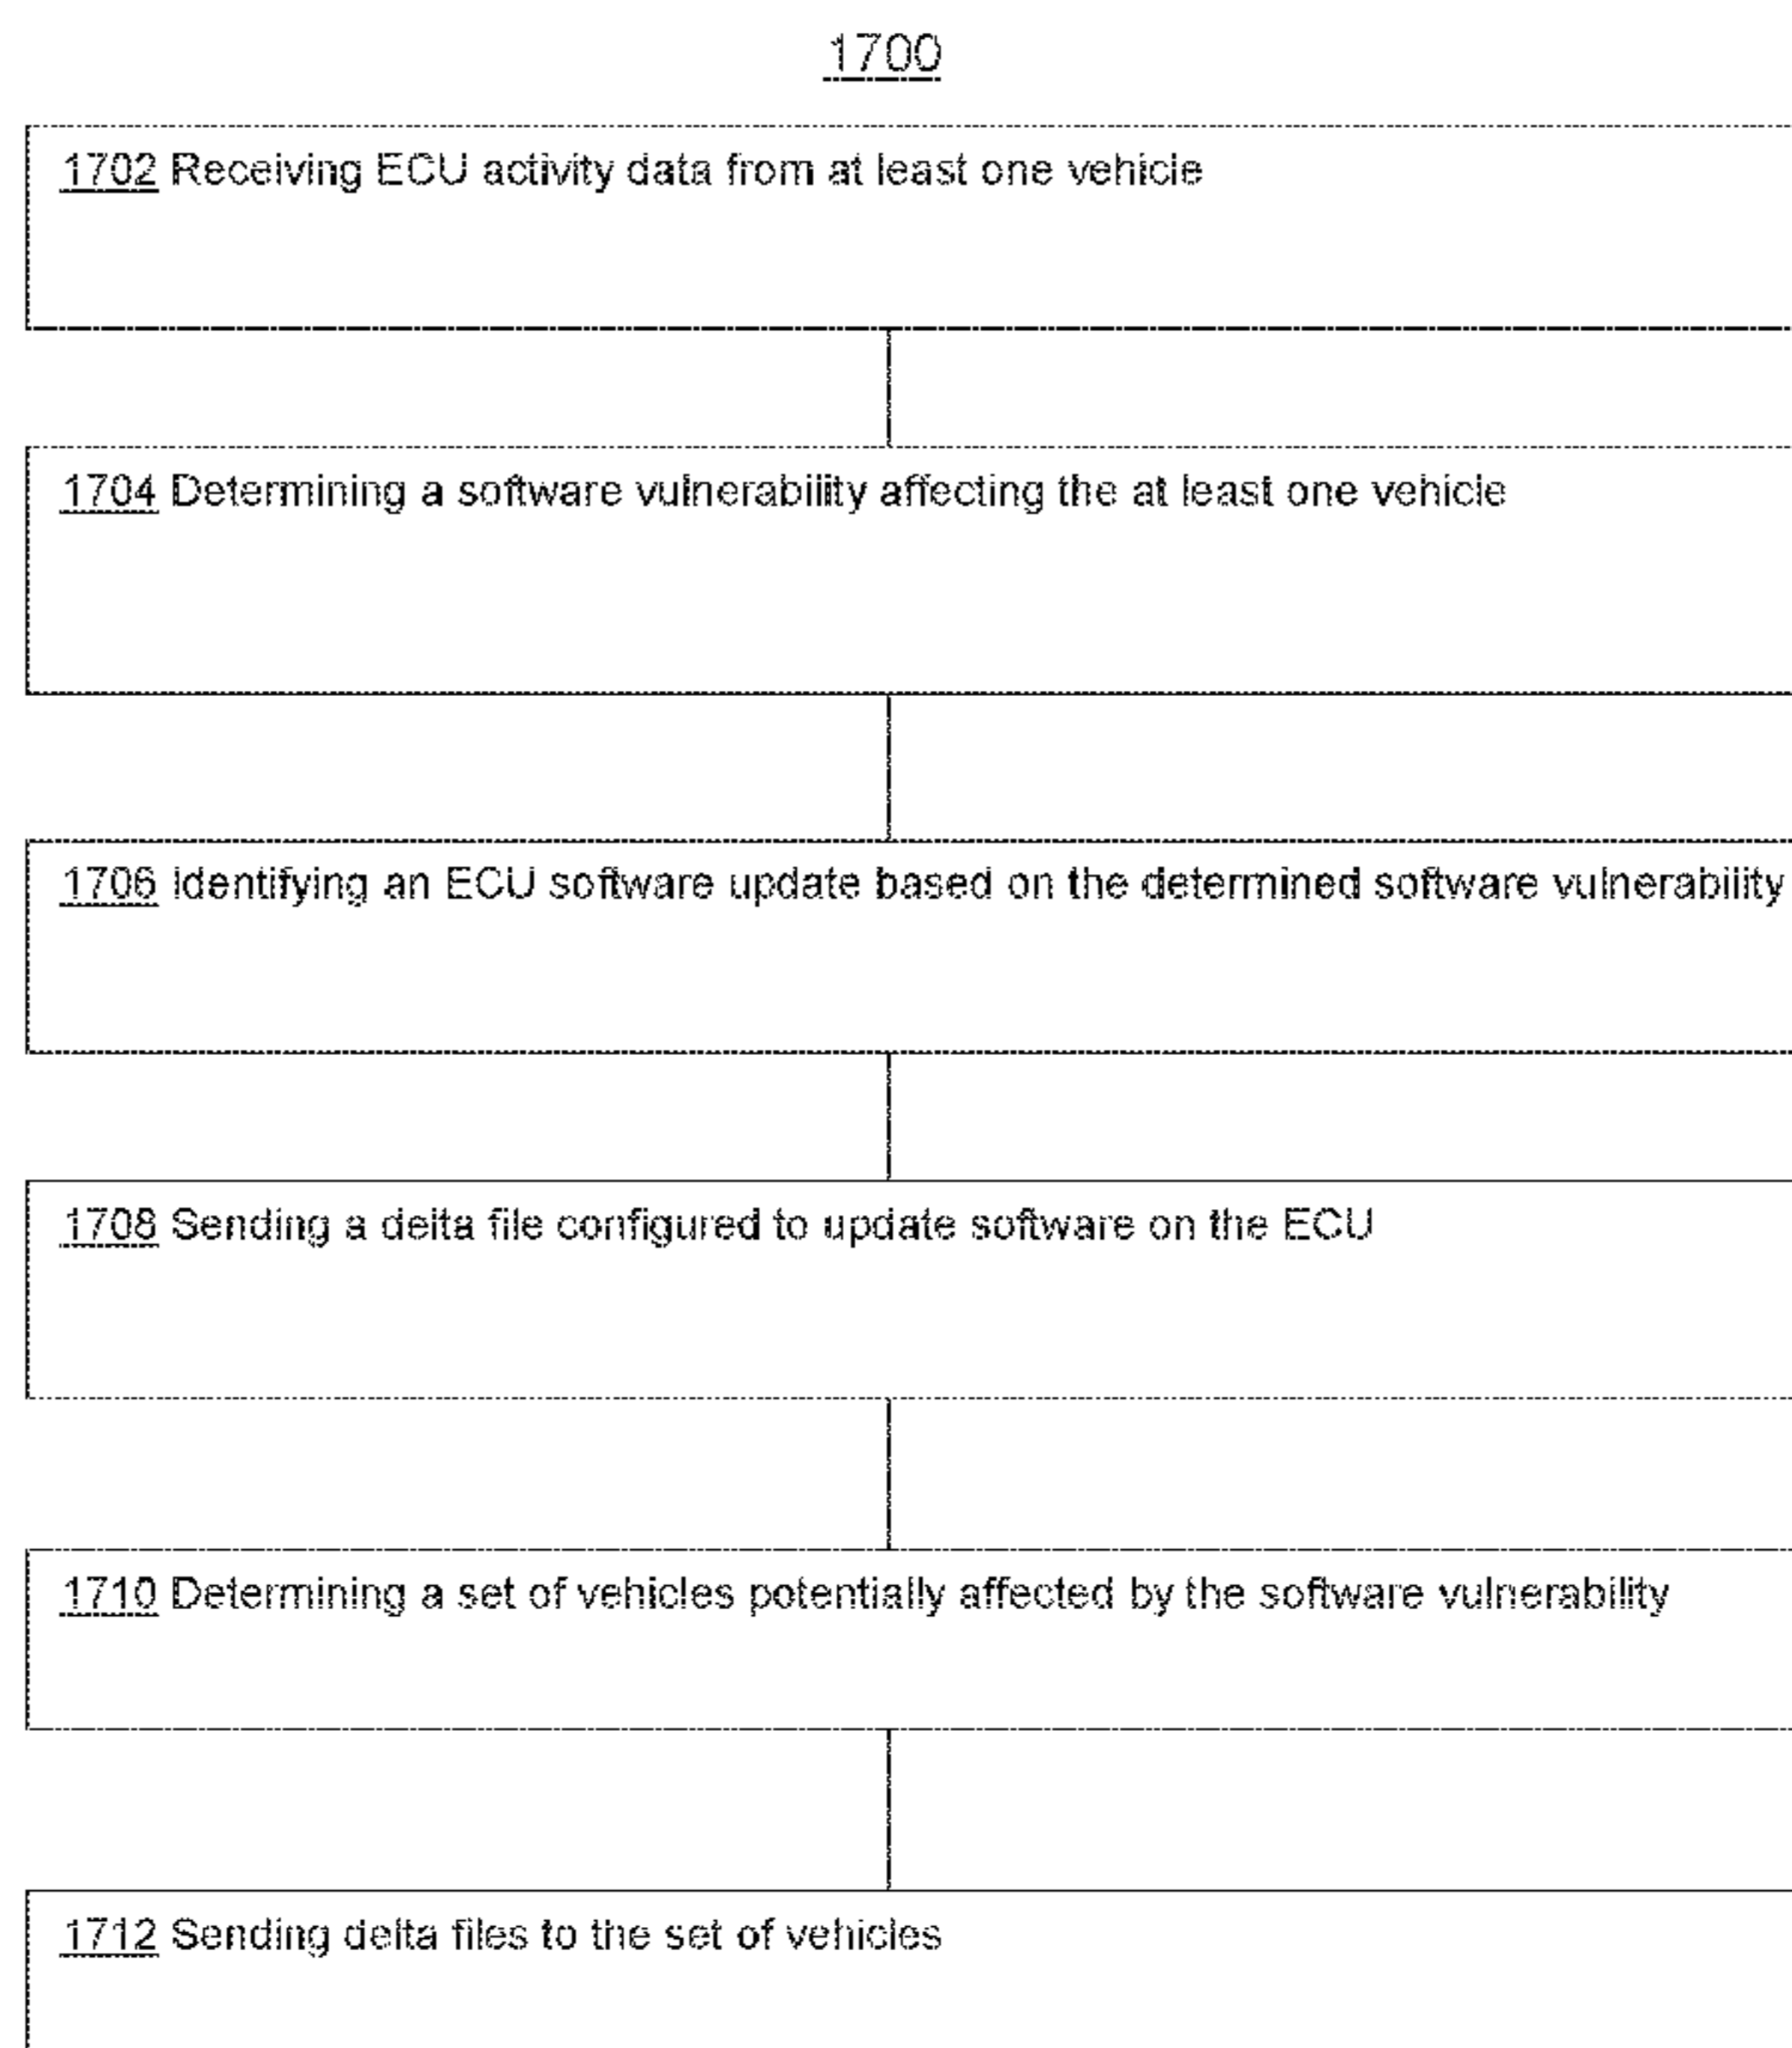 1700
1702 Receiving ECU activity data from at least one vehicle
1704 Determining a software vulnerability affecting the at least one vehicle
1706 Identifying an ECU software update based on the determined software vulnerability
1708 Sending a delta file configured to update software on the ECU
1710 Determining a set of vehicles potentially affected by the software vulnerability
1712 Sending delta files to the set of vehicles